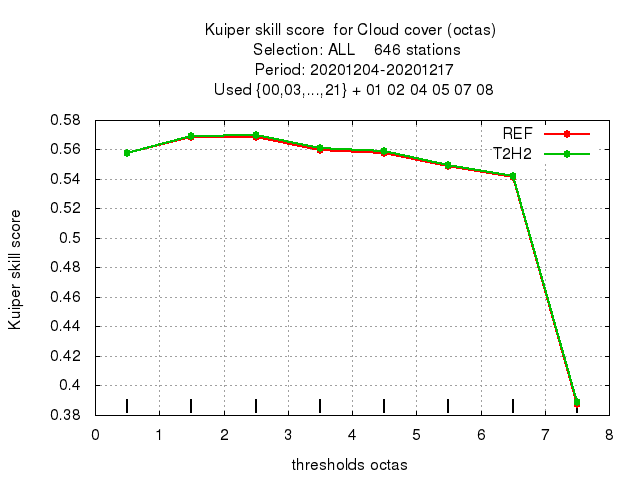 Kuiper skill score  for Cloud cover (octas)
Selection: ALL    646 stations
Period: 20201204-20201217
Used {00,03,...,21} + 01 02 04 05 07 08
REF
T2H2
0.58
0.56
0.54
0.52
0.5
0.48
0.46
0.44
0.42
0.4
0.38
Kuiper skill score
0 1 2 3 4 5 6 7 8
thresholds octas